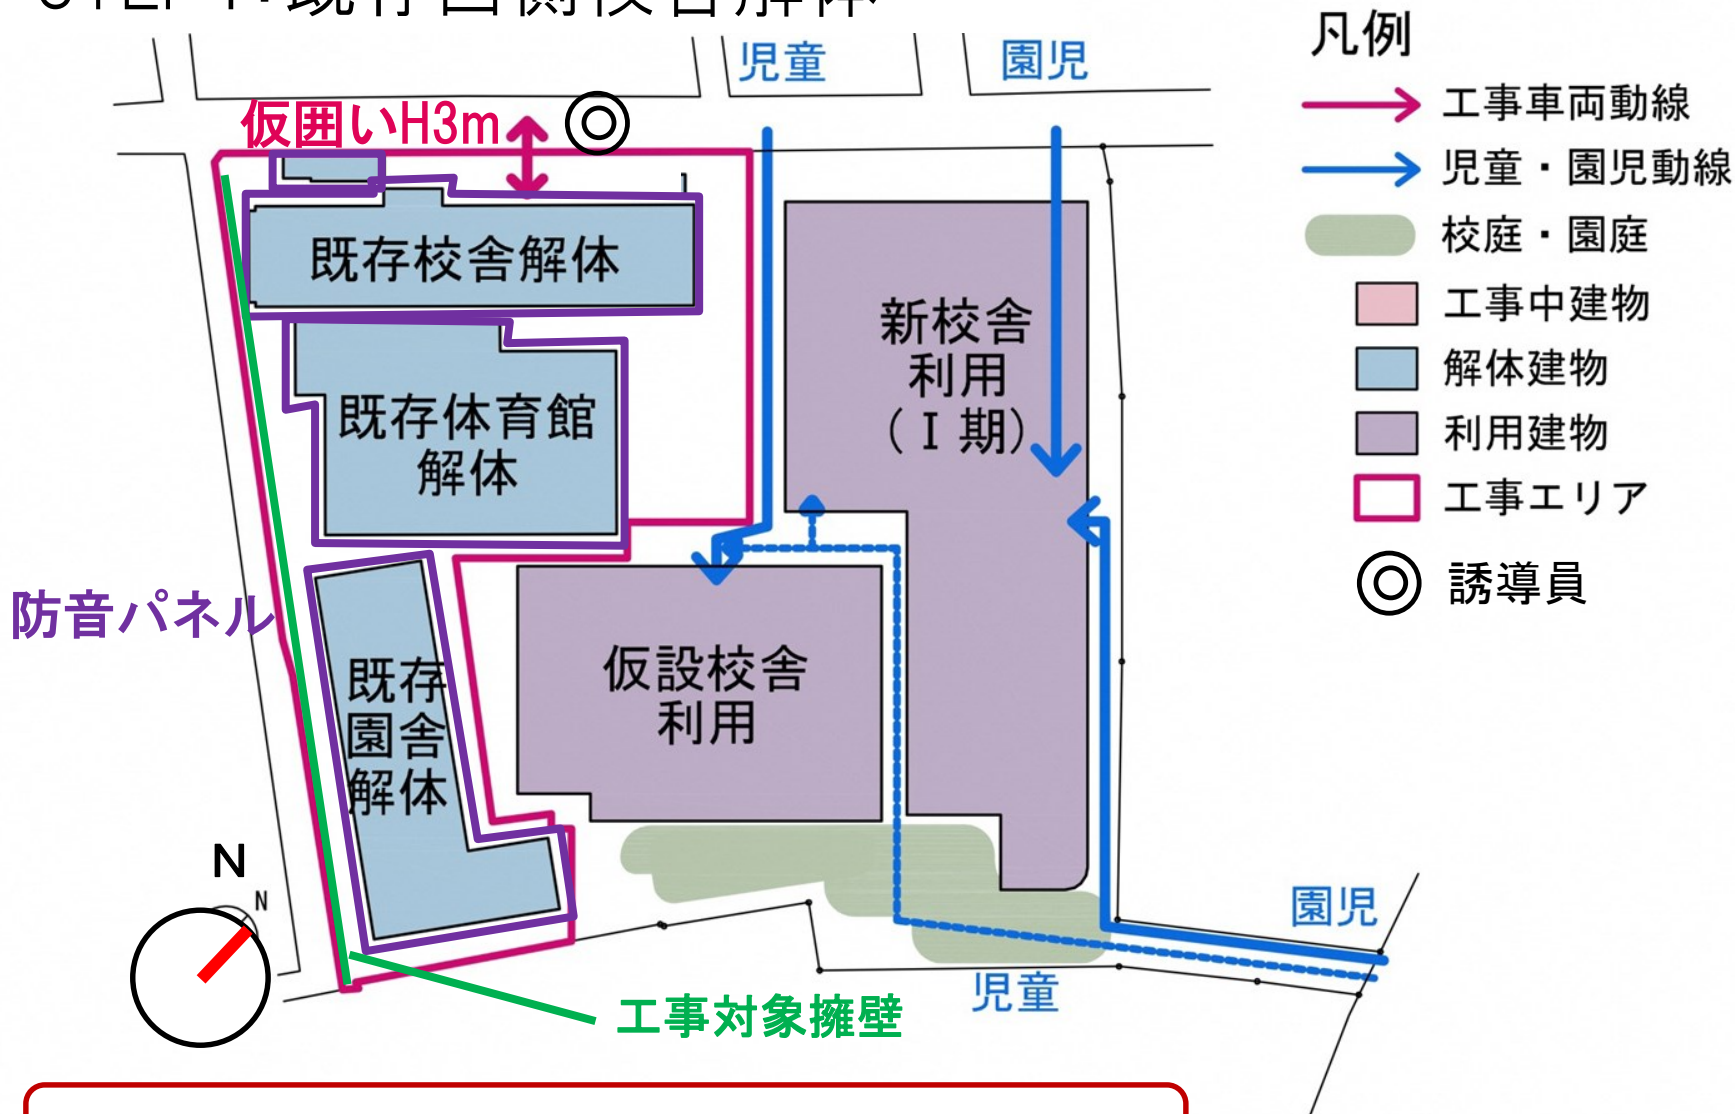 児童
園児
凡例
仮囲いH3m
工事車両動線
児童・園児動線
校庭・園庭
工事中建物
解体建物
利用建物
工事エリア
誘導員
既存校舎解体
新校舎
利用
（Ⅰ期）
既存体育館
解体
防音パネル
既存
園舎
解体
仮設校舎
利用
N
N
園児
児童
工事対象擁壁